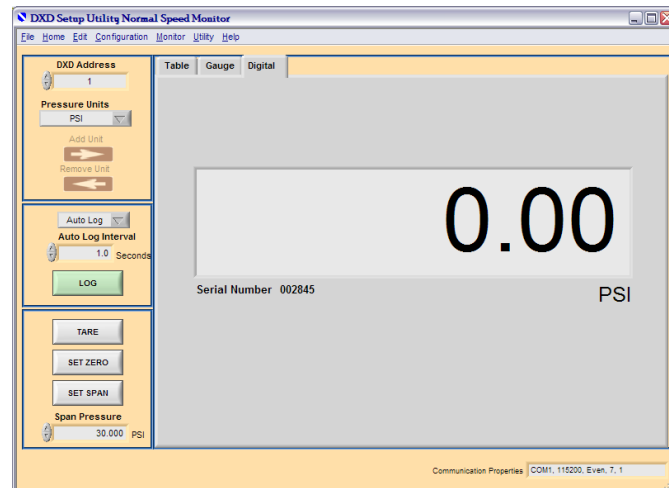 DXD Setup Utility Normal Speed Monitor
File Home Edit Configuration Monitor Utility Help
DXD Address
1
Pressure Units
PSI
Add Unit
Remove Unit
Auto Log
Auto Log Interval
1.0 Seconds
LOG
TARE
SET ZERO
SET SPAN
Span Pressure
30.000 PSI
Table Gauge Digital
0.00
Serial Number 002845
PSI
Communication Properties COM1, 115200, Even, 7, 1